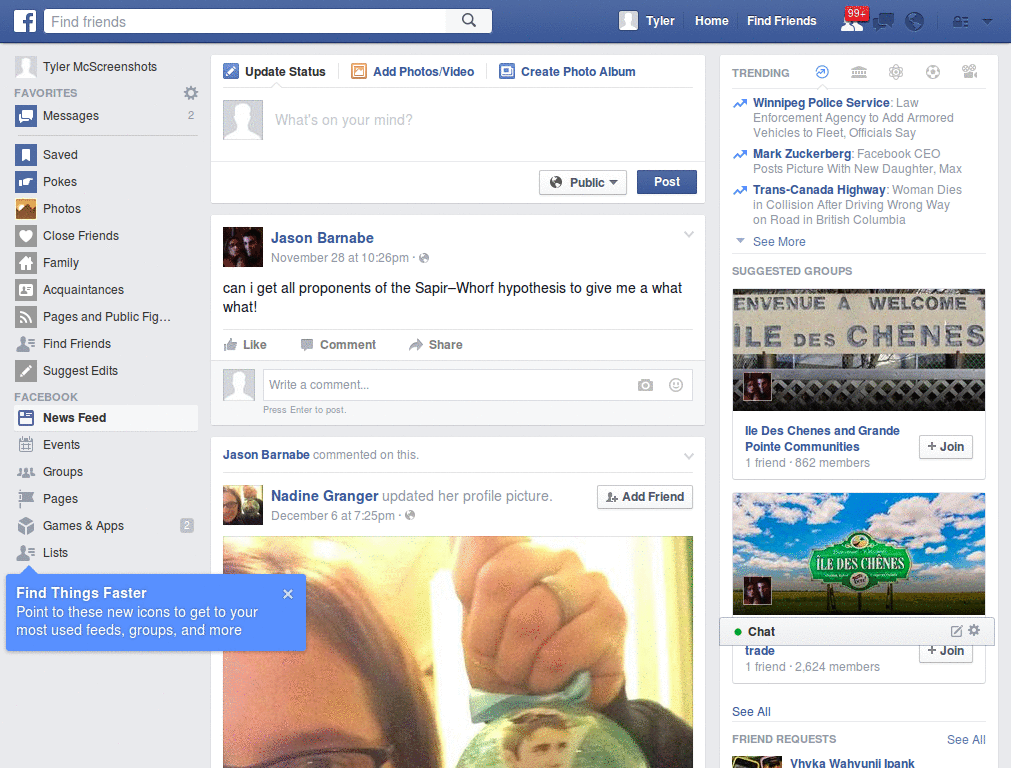 f
Find friends
Tyler
Home
Find Friends
99+
Tyler McScreenshots
FAVORITES
Messages
2
Saved
Pokes
Photos
Close Friends
Family
Acquaintances
Pages and Public Fig…
Find Friends
Suggest Edits
FACEBOOK
News Feed
Events
Groups
Pages
Games & Apps
2
Lists
Find Things Faster
Point to these new icons to get to your
most used feeds, groups, and more
Update Status
Add Photos/Video
Create Photo Album
What's on your mind?
Public
Post
Jason Barnabe
November 28 at 10:26pm ·
can i get all proponents of the Sapir–Whorf hypothesis to give me a what
what!
Like
Comment
Share
Write a comment...
Press Enter to post.
Jason Barnabe commented on this.
Nadine Granger updated her profile picture.
December 6 at 7:25pm ·
Add Friend
TRENDING
Winnipeg Police Service: Law
Enforcement Agency to Add Armored
Vehicles to Fleet, Officials Say
Mark Zuckerberg: Facebook CEO
Posts Picture With New Daughter, Max
Trans-Canada Highway: Woman Dies
in Collision After Driving Wrong Way
on Road in British Columbia
See More
SUGGESTED GROUPS
ENVENUE A WELCOME T
ÎLE DES CHÊNES
Ile Des Chenes and Grande
Pointe Communities
1 friend · 862 members
+ Join
ÎLE DES CHÊNES
Chat
trade
1 friend · 2,624 members
+ Join
See All
FRIEND REQUESTS
See All
Vhyka Wahyunii Ipank